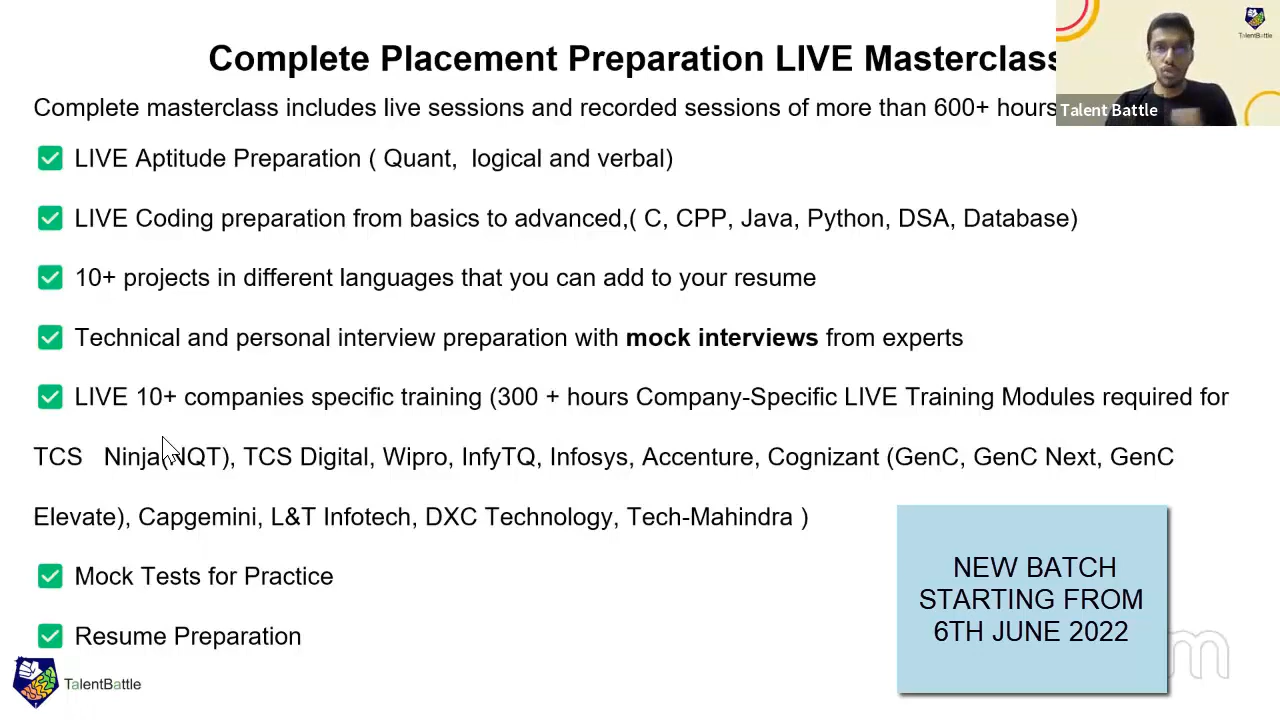 Complete Placement Preparation LIVE Masterclass
Complete masterclass includes live sessions and recorded sessions of more than 600+ hours
TalentBattle
Talent Battle
LIVE Aptitude Preparation ( Quant,  logical and verbal)
LIVE Coding preparation from basics to advanced,( C, CPP, Java, Python, DSA, Database)
10+ projects in different languages that you can add to your resume
Technical and personal interview preparation with mock interviews from experts
LIVE 10+ companies specific training (300 + hours Company-Specific LIVE Training Modules required for
TCS   Ninja(NQT), TCS Digital, Wipro, InfyTQ, Infosys, Accenture, Cognizant (GenC, GenC Next, GenC
Elevate), Capgemini, L&T Infotech, DXC Technology, Tech-Mahindra )
Mock Tests for Practice
Resume Preparation
NEW BATCH
STARTING FROM
6TH JUNE 2022
TalentBattle
m